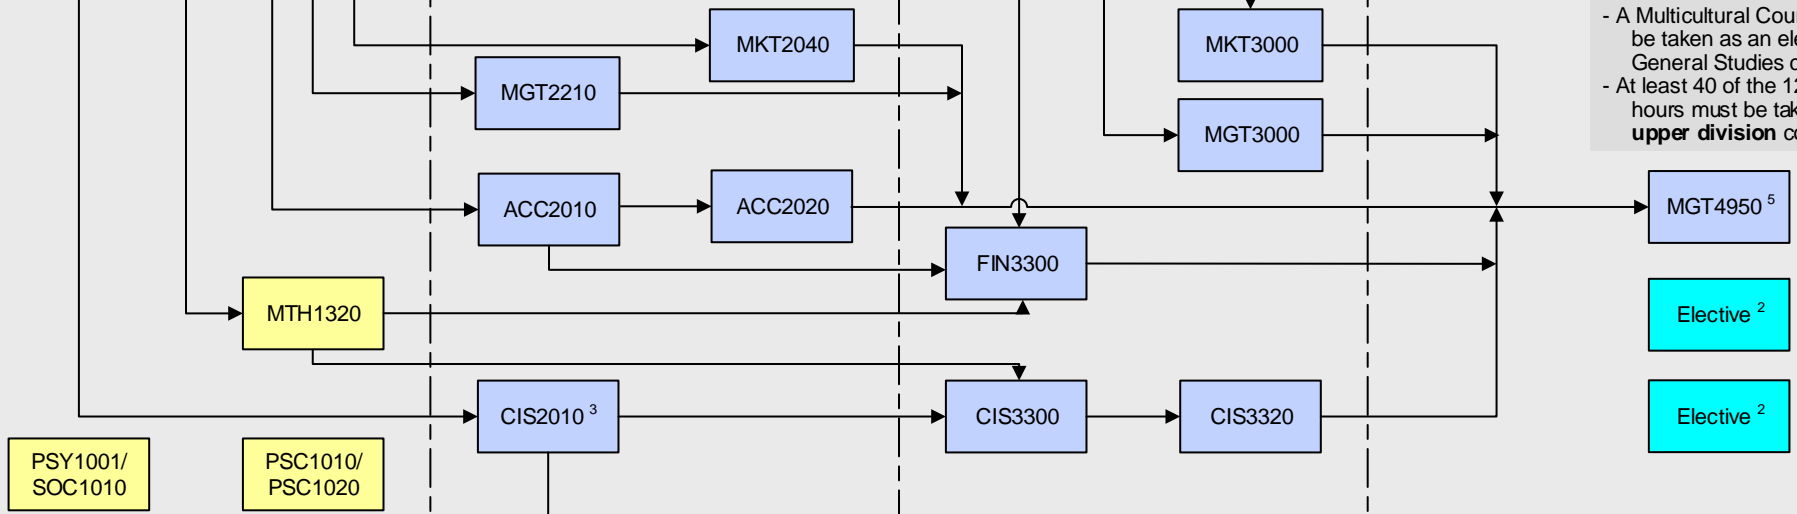 - A Multicultural Cou
be taken as an ele
General Studies c
- At least 40 of the 12
hours must be tak
upper division co
MKT2040
MKT3000
MGT2210
MGT3000
ACC2010
ACC2020
MGT4950 5
FIN3300
MTH1320
Elective 2
CIS2010 3
CIS3300
CIS3320
Elective 2
PSY1001/
SOC1010
PSC1010/
PSC1020